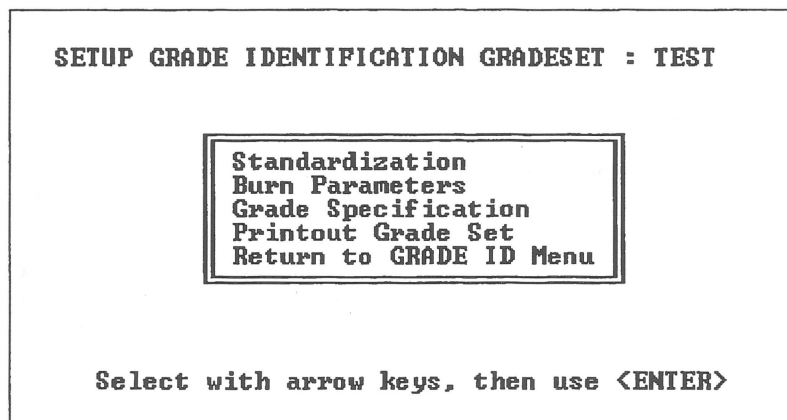 SETUP GRADE IDENTIFICATION GRADESET : TEST
Standardization
Burn Parameters
Grade Specification
Printout Grade Set
Return to GRADE ID Menu
Select with arrow keys, then use <ENTER>